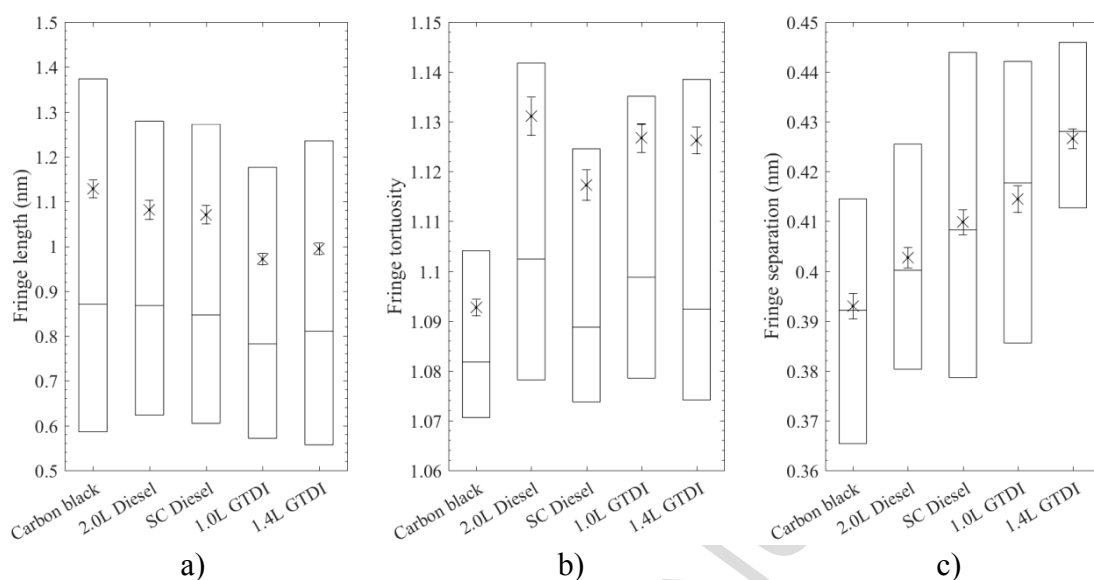 Fringe length (nm)
1.5
1.4
1.3
1.2
1.1
1
0.9
0.8
0.7
0.6
0.5
Carbon black
2.0L Diesel
SC Diesel
1.0L GTDI
1.4L GTDI
a)
Fringe tortuosity
1.15
1.14
1.13
1.12
1.11
1.1
1.09
1.08
1.07
1.06
Carbon black
2.0L Diesel
SC Diesel
1.0L GTDI
1.4L GTDI
b)
Fringe separation (nm)
0.45
0.44
0.43
0.42
0.41
0.4
0.39
0.38
0.37
0.36
Carbon black
2.0L Diesel
SC Diesel
1.0L GTDI
1.4L GTDI
c)